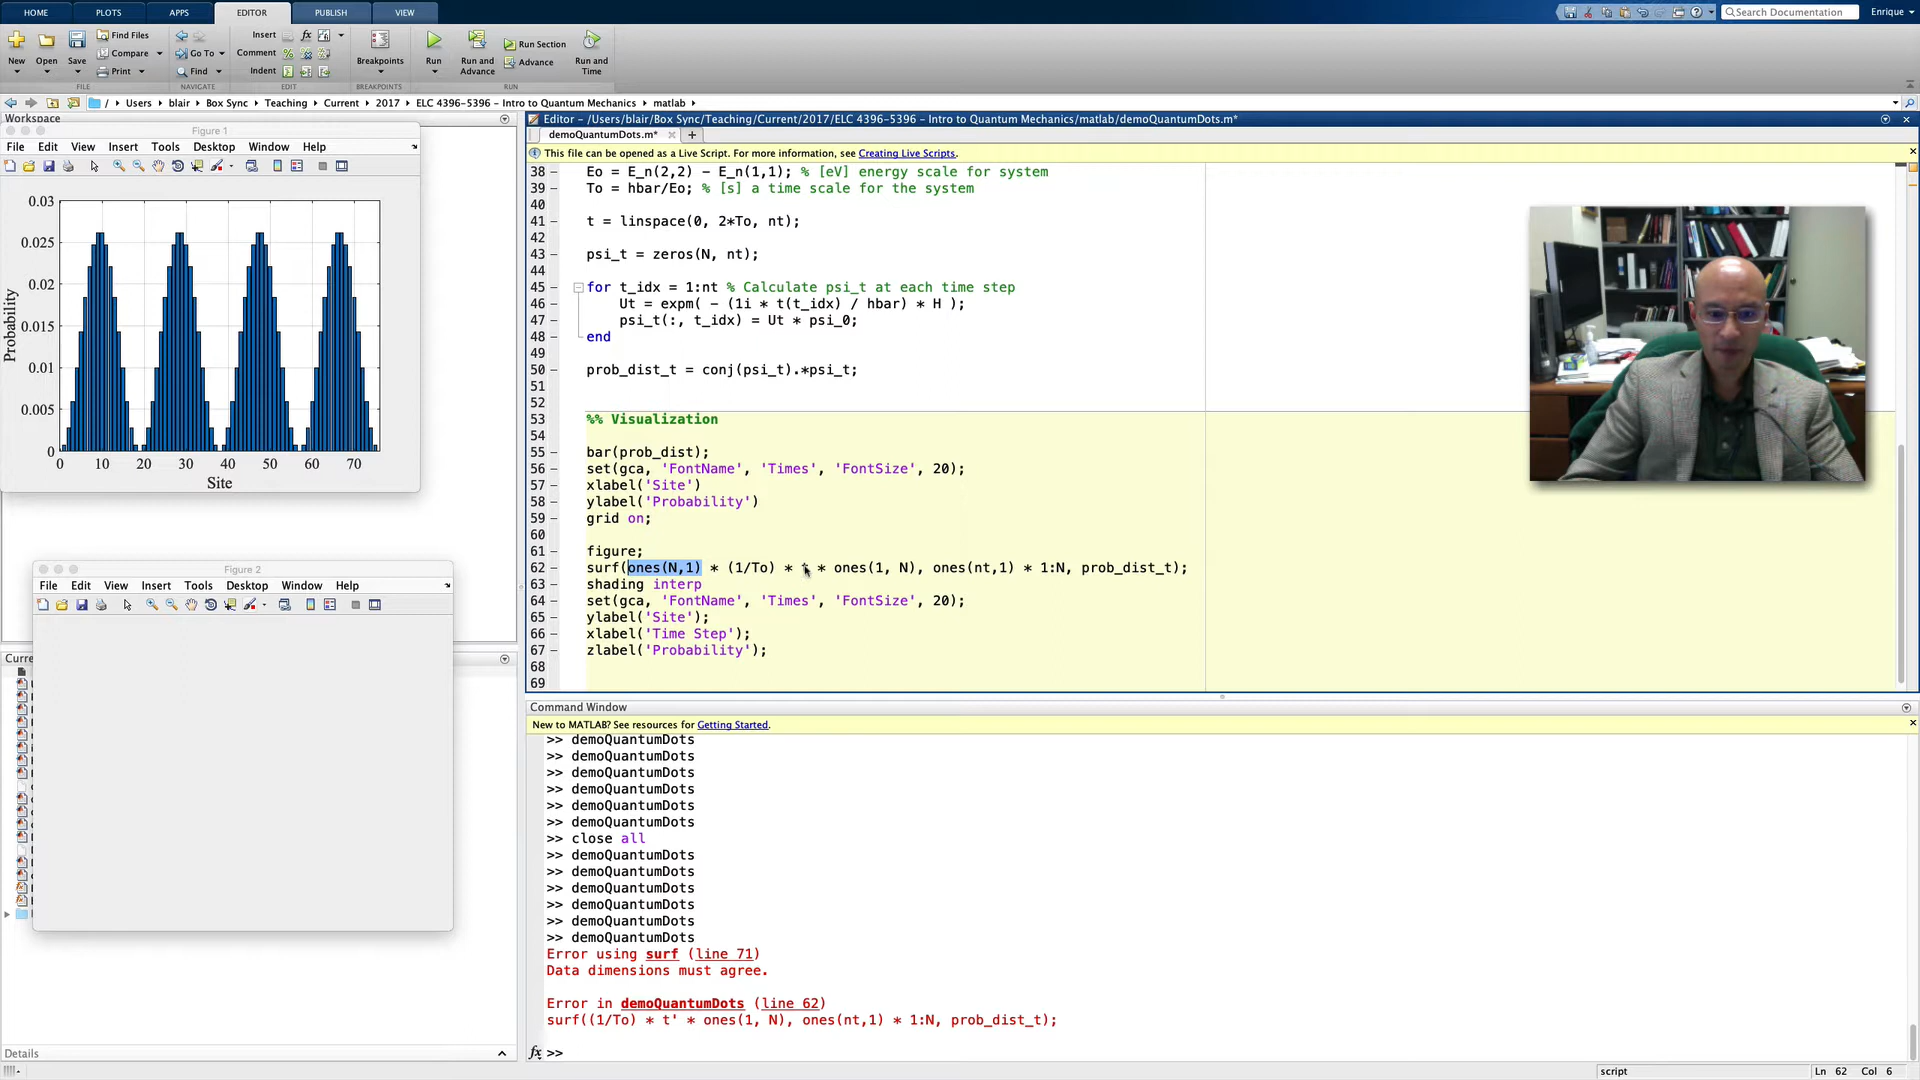 HOME PLOTS APPS EDITOR PUBLISH VIEW Search Documentation Enrique
New Open Save Find Files Compare Print Go To Find Insert fx Comment Indent Breakpoints Run Run and Advance Run Section Advance Run and Time
FILE NAVIGATE EDIT BREAKPOINTS RUN
/ Users blair Box Sync Teaching Current 2017 ELC 4396-5396 - Intro to Quantum Mechanics matlab
Workspace
Figure 1
File Edit View Insert Tools Desktop Window Help
0.03
0.025
0.02
0.015
0.01
0.005
0
Probability
0 10 20 30 40 50 60 70
Site
Figure 2
File Edit View Insert Tools Desktop Window Help
Curre
Details
Editor - /Users/blair/Box Sync/Teaching/Current/2017/ELC 4396-5396 - Intro to Quantum Mechanics/matlab/demoQuantumDots.m*
demoQuantumDots.m*
This file can be opened as a Live Script. For more information, see Creating Live Scripts.
38 – Eo = E_n(2,2) - E_n(1,1); % [eV] energy scale for system
39 – To = hbar/Eo; % [s] a time scale for the system
40
41 – t = linspace(0, 2*To, nt);
42
43 – psi_t = zeros(N, nt);
44
45 – for t_idx = 1:nt % Calculate psi_t at each time step
46 – Ut = expm( - (1i * t(t_idx) / hbar) * H );
47 – psi_t(:, t_idx) = Ut * psi_0;
48 – end
49
50 – prob_dist_t = conj(psi_t).*psi_t;
51
52
53 %% Visualization
54
55 – bar(prob_dist);
56 – set(gca, 'FontName', 'Times', 'FontSize', 20);
57 – xlabel('Site')
58 – ylabel('Probability')
59 – grid on;
60
61 – figure;
62 – surf(ones(N,1) * (1/To) * * ones(1, N), ones(nt,1) * 1:N, prob_dist_t);
63 – shading interp
64 – set(gca, 'FontName', 'Times', 'FontSize', 20);
65 – ylabel('Site');
66 – xlabel('Time Step');
67 – zlabel('Probability');
68
69
Command Window
New to MATLAB? See resources for Getting Started.
>> demoQuantumDots
>> demoQuantumDots
>> demoQuantumDots
>> demoQuantumDots
>> demoQuantumDots
>> demoQuantumDots
>> close all
>> demoQuantumDots
>> demoQuantumDots
>> demoQuantumDots
>> demoQuantumDots
>> demoQuantumDots
>> demoQuantumDots
Error using surf (line 71)
Data dimensions must agree.
Error in demoQuantumDots (line 62)
surf((1/To) * t' * ones(1, N), ones(nt,1) * 1:N, prob_dist_t);
fx >>
script Ln 62 Col 6